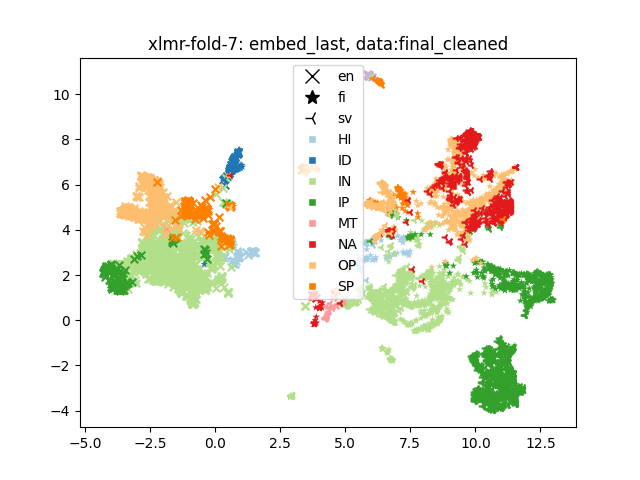 xlmr-fold-7: embed_last, data:final_cleaned
en
fi
sv
HI
ID
IN
IP
MT
NA
OP
SP
10
8
6
4
2
0
−2
−4
−5.0 −2.5 0.0 2.5 5.0 7.5 10.0 12.5